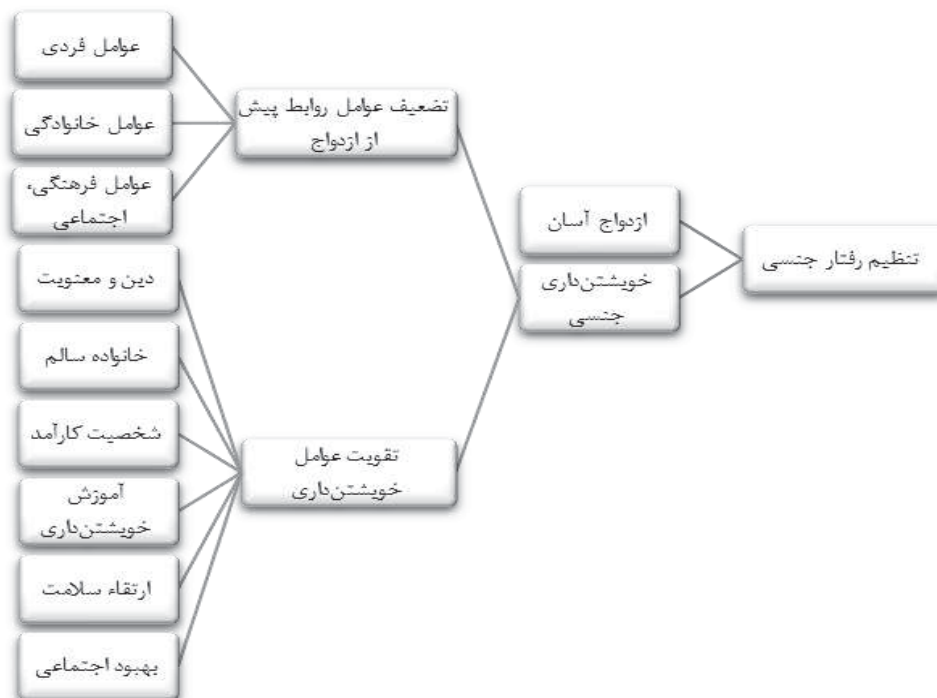 تنظیم رفتار جنسی
ازدواج آسان
خویشتن‌داری
جنسی
تضعیف عوامل روابط پیش
از ازدواج
عوامل فردی
عوامل خانوادگی
عوامل فرهنگی،
اجتماعی
تقویت عوامل
خویشتن‌داری
دین و معنویت
خانواده سالم
شخصیت کارآمد
آموزش
خویشتن‌داری
ارتقاء سلامت
بهبود اجتماعی